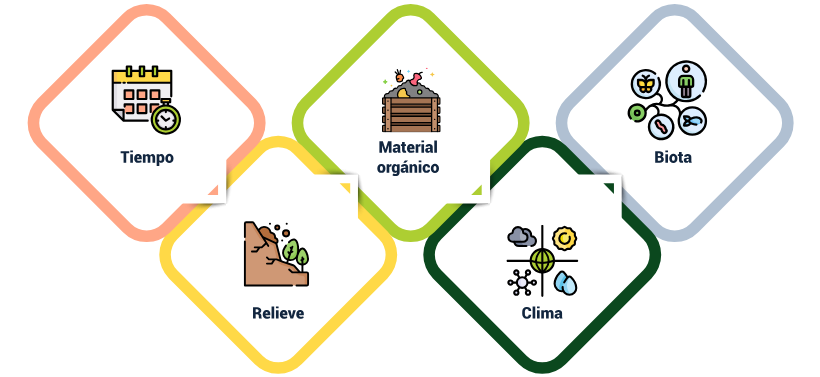 Tiempo
Material
orgánico
Biota
Relieve
Clima